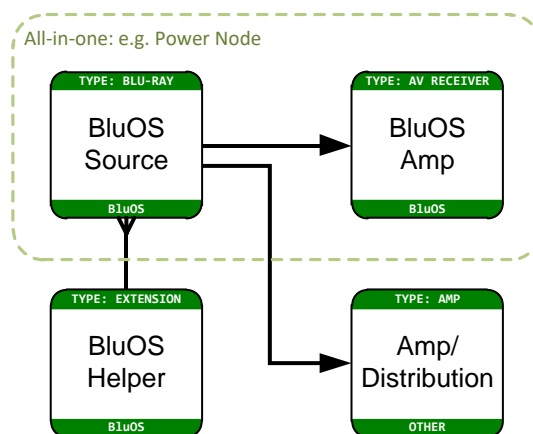 All-in-one: e.g. Power Node
TYPE: BLU-RAY
BluOS
Source
BluOS
TYPE: AV RECEIVER
BluOS
Amp
BluOS
TYPE: EXTENSION
BluOS
Helper
BluOS
TYPE: AMP
Amp/
Distribution
OTHER